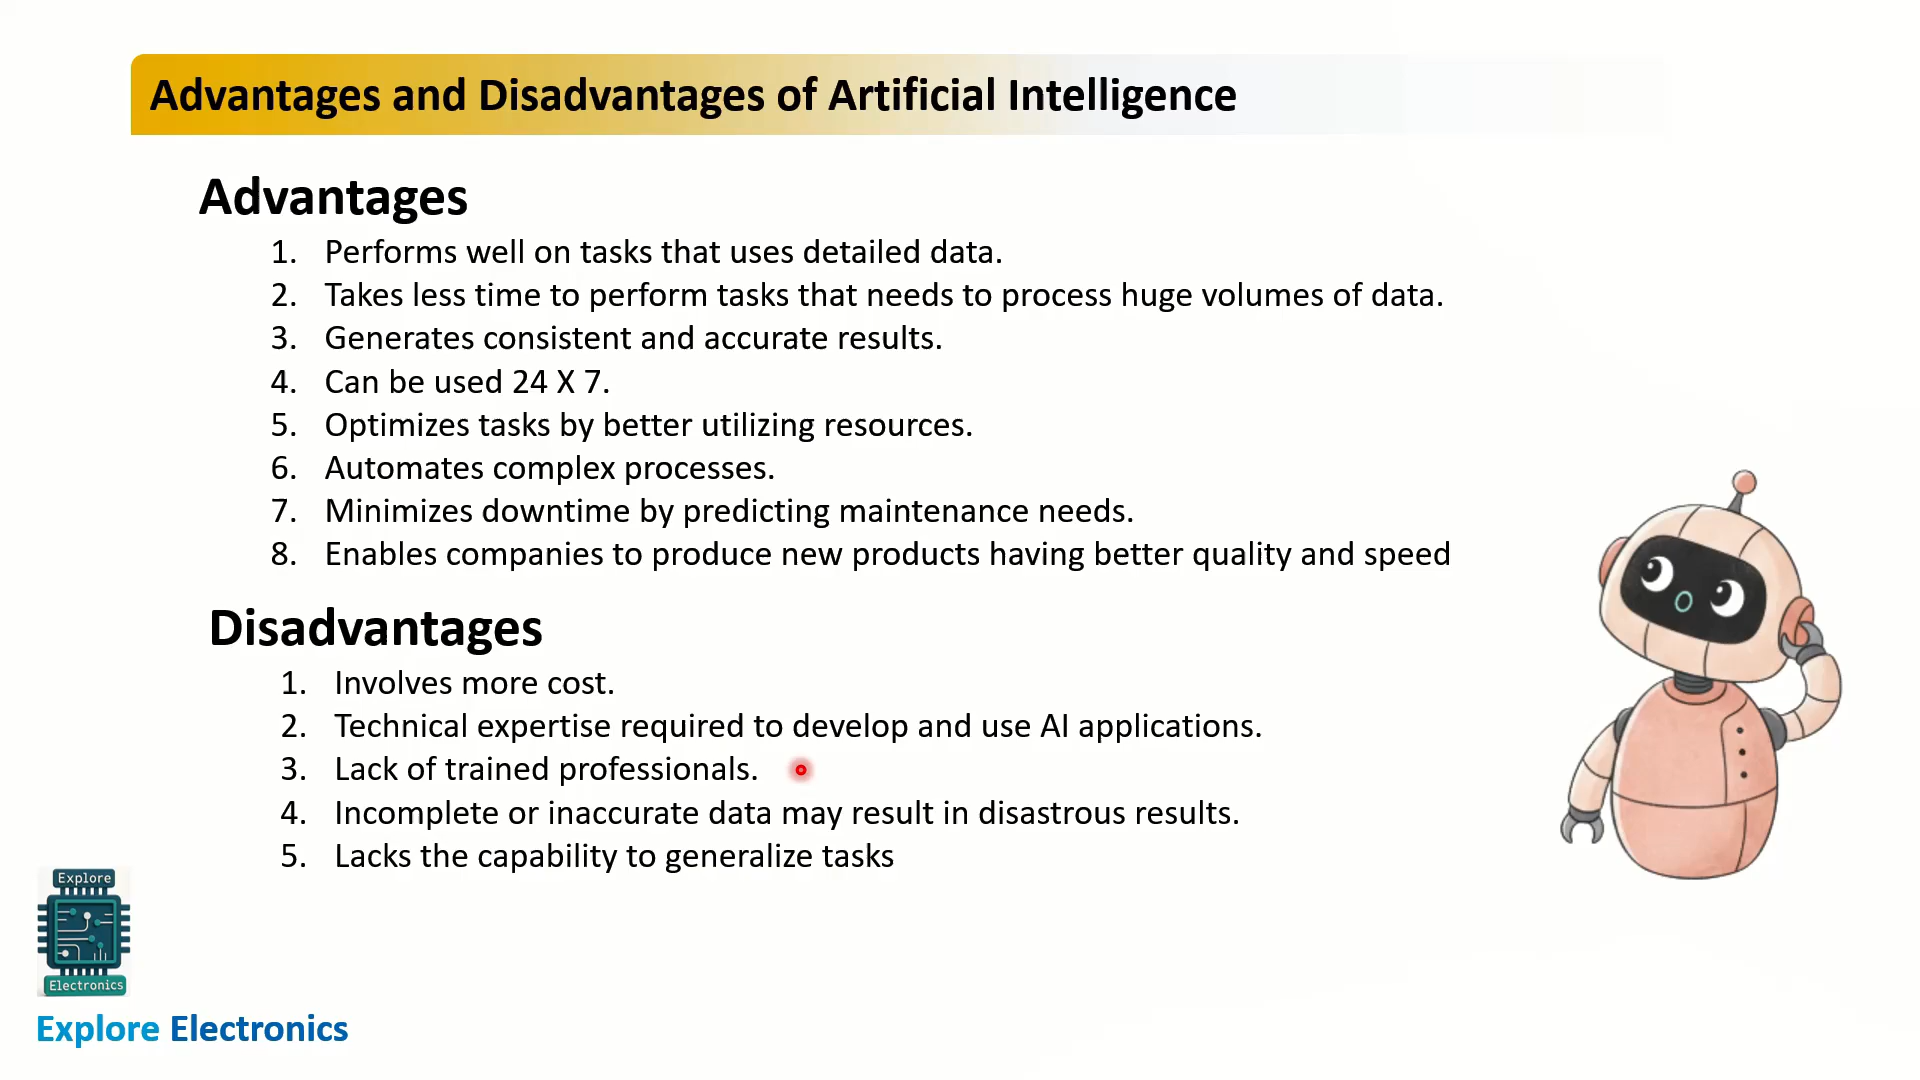 Advantages and Disadvantages of Artificial Intelligence
Advantages
1. Performs well on tasks that uses detailed data.
2. Takes less time to perform tasks that needs to process huge volumes of data.
3. Generates consistent and accurate results.
4. Can be used 24 X 7.
5. Optimizes tasks by better utilizing resources.
6. Automates complex processes.
7. Minimizes downtime by predicting maintenance needs.
8. Enables companies to produce new products having better quality and speed
Disadvantages
1. Involves more cost.
2. Technical expertise required to develop and use AI applications.
3. Lack of trained professionals.
4. Incomplete or inaccurate data may result in disastrous results.
5. Lacks the capability to generalize tasks
Explore
Electronics
Explore Electronics